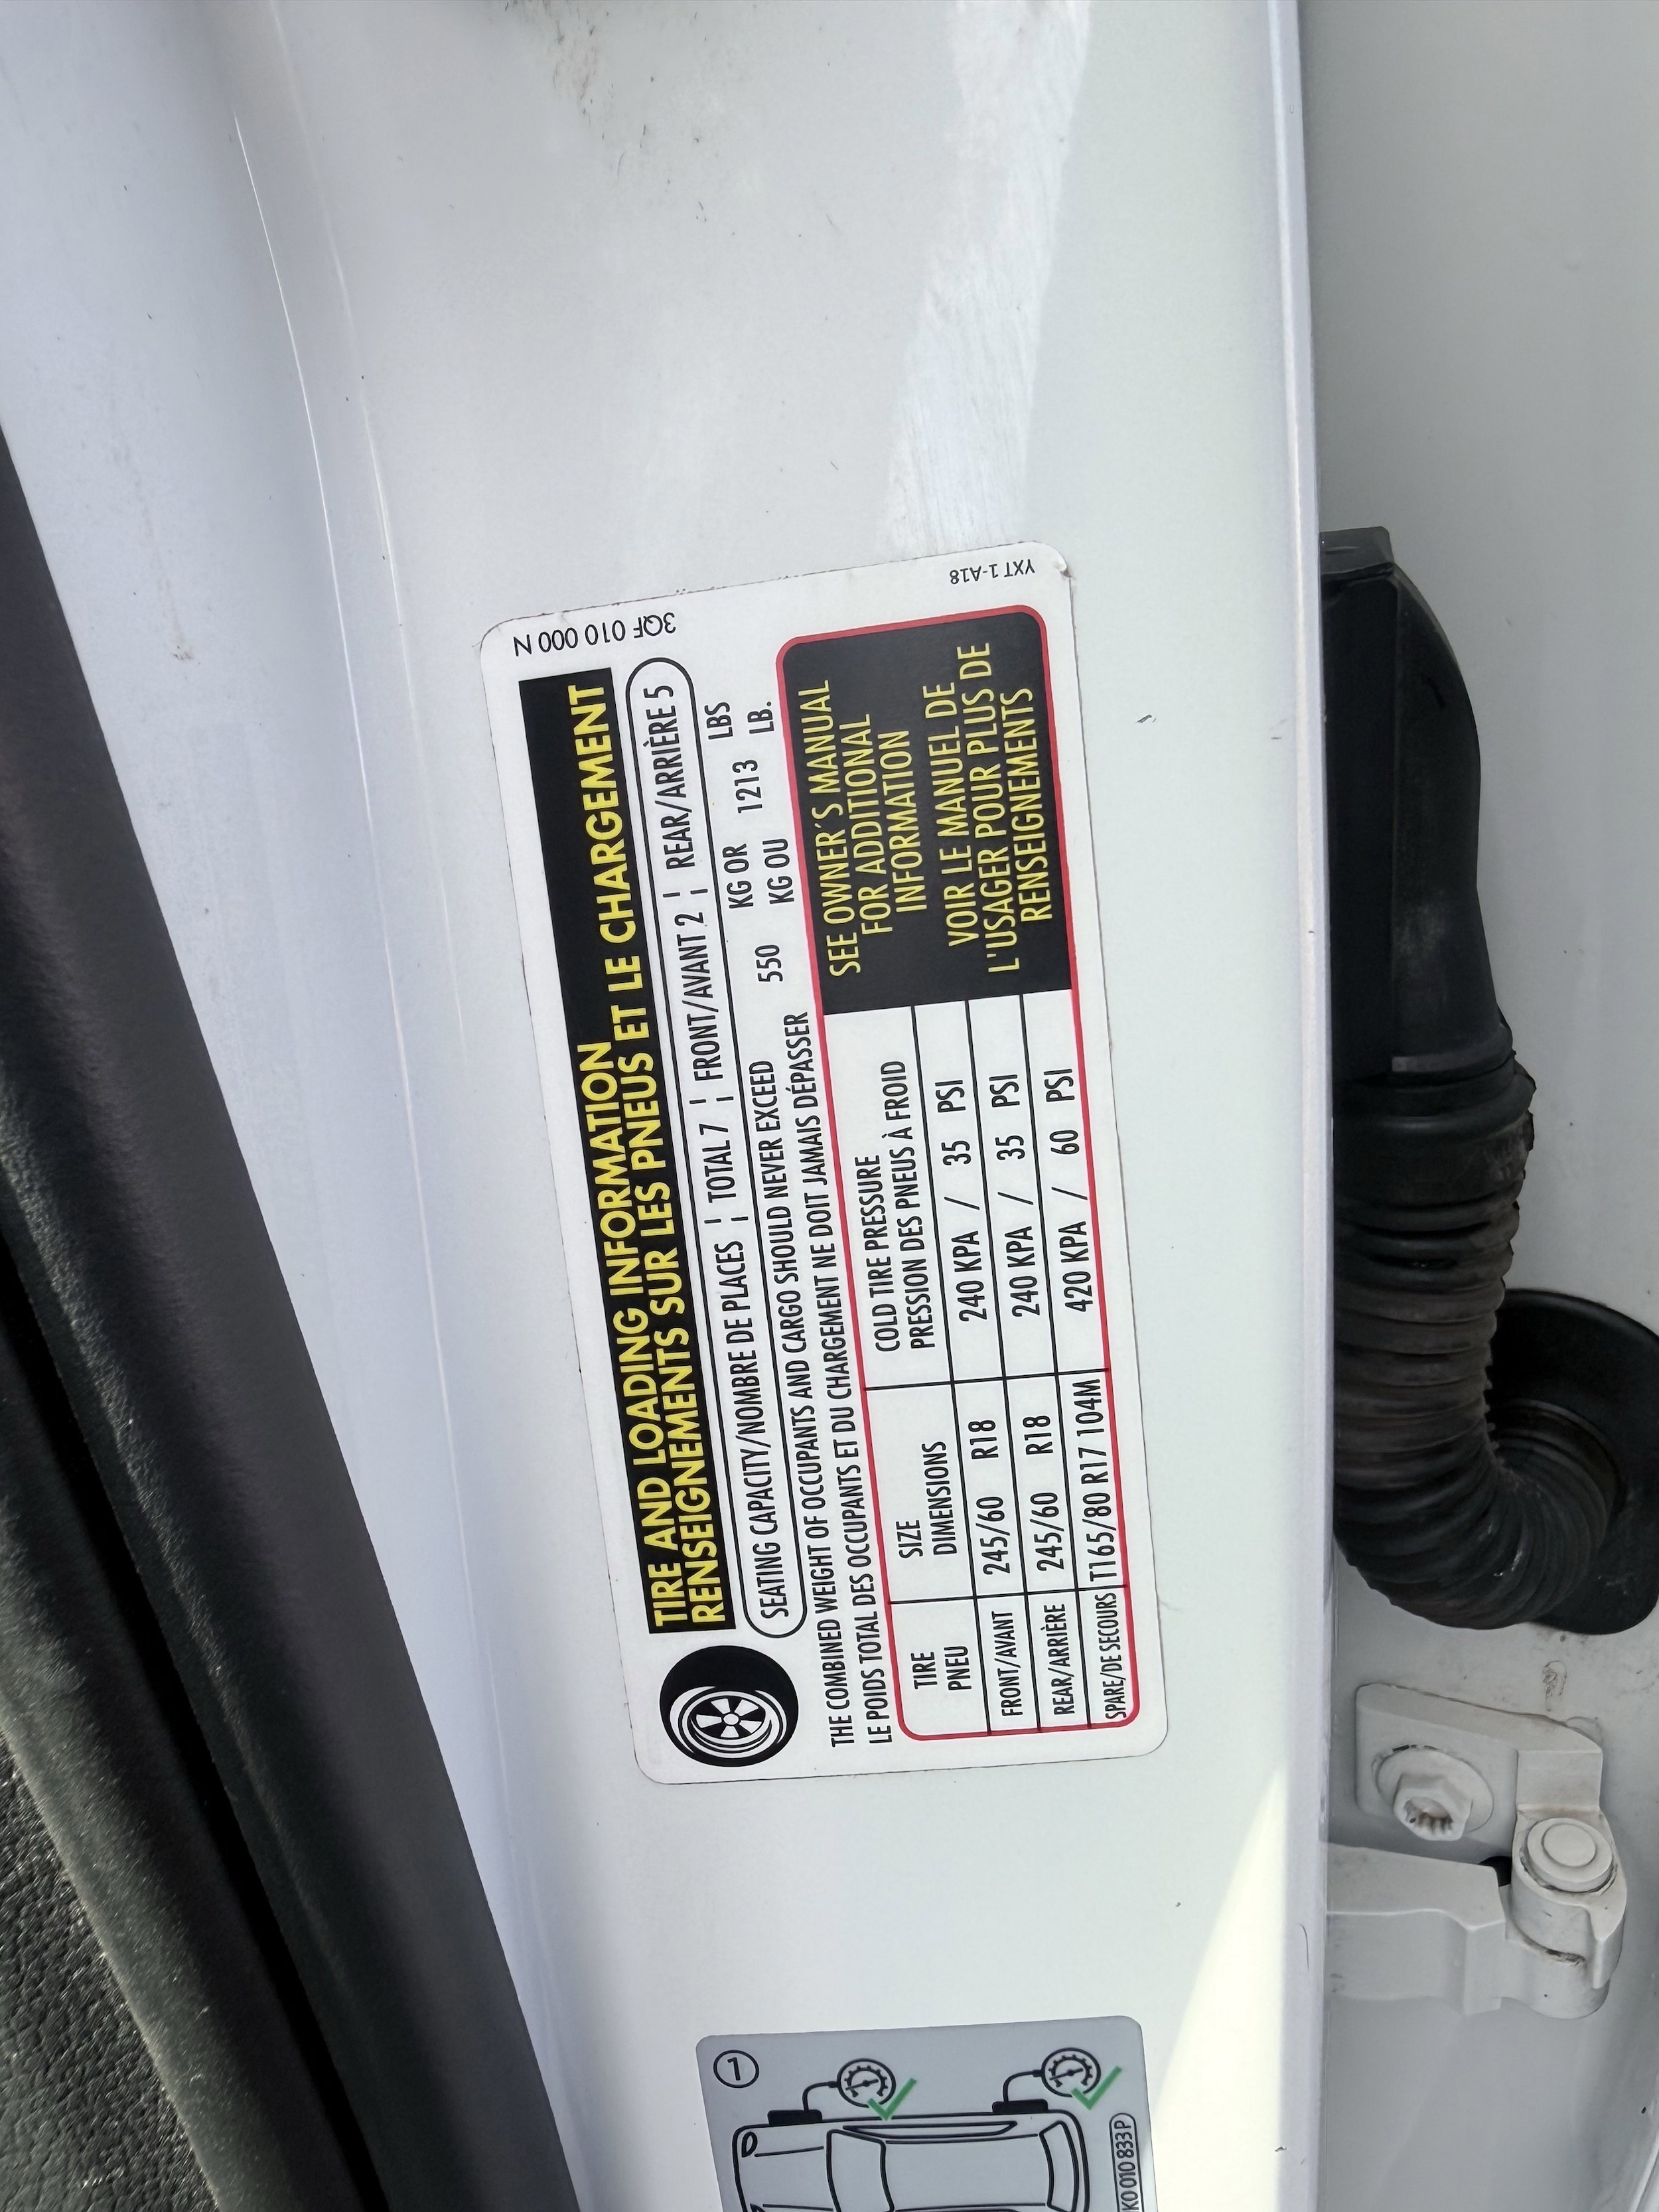 3QF 010 000 N
YXT 1-A18
TIRE AND LOADING INFORMATION
RENSEIGNEMENTS SUR LES PNEUS ET LE CHARGEMENT
SEATING CAPACITY/NOMBRE DE PLACES ¦ TOTAL 7 ¦ FRONT/AVANT 2 ¦ REAR/ARRIÈRE 5
THE COMBINED WEIGHT OF OCCUPANTS AND CARGO SHOULD NEVER EXCEED 550 KG OR 1213 LBS
LE POIDS TOTAL DES OCCUPANTS ET DU CHARGEMENT NE DOIT JAMAIS DÉPASSER KG OU LB.
TIRE SIZE COLD TIRE PRESSURE
PNEU DIMENSIONS PRESSION DES PNEUS À FROID
FRONT/AVANT 245/60 R18 240 KPA / 35 PSI
REAR/ARRIÈRE 245/60 R18 240 KPA / 35 PSI
SPARE/DE SECOURS T165/80 R17 104M 420 KPA / 60 PSI
SEE OWNER´S MANUAL
FOR ADDITIONAL
INFORMATION
VOIR LE MANUEL DE
L'USAGER POUR PLUS DE
RENSEIGNEMENTS
1
K0 010 833 P